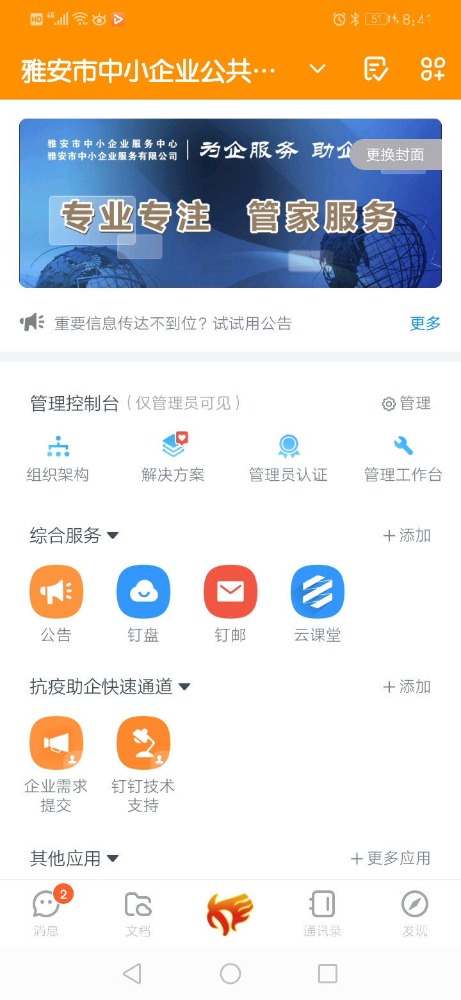 HD 4G 51 8:41
雅安市中小企业公共…
雅安市中小企业服务中心
雅安市中小企业服务有限公司
为企服务 助企
更换封面
专业专注 管家服务
重要信息传达不到位?试试用公告
更多
管理控制台(仅管理员可见)
管理
组织架构
解决方案
管理员认证
管理工作台
综合服务
+添加
公告
钉盘
钉邮
云课堂
抗疫助企快速通道
+添加
企业需求
提交
钉钉技术
支持
其他应用
+更多应用
2
消息
文档
通讯录
发现